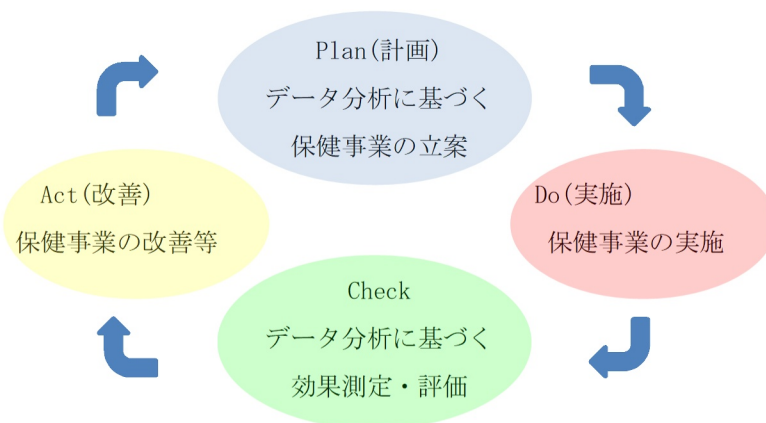 Plan(計画)
データ分析に基づく
保健事業の立案
Do(実施)
保健事業の実施
Check
データ分析に基づく
効果測定・評価
Act(改善)
保健事業の改善等